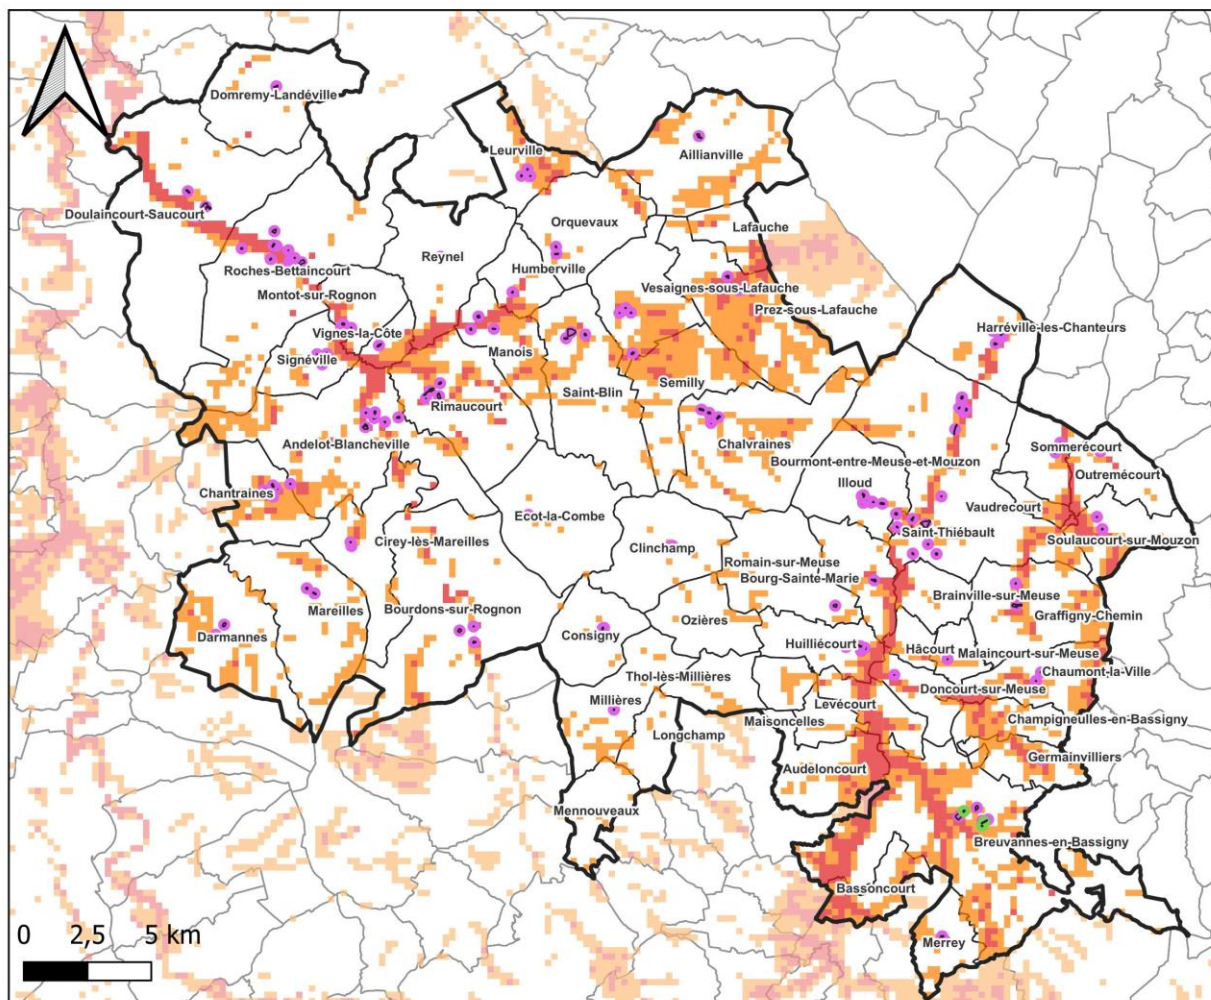 Domremy-Landéville
Leurville
Aillianville
Doulaincourt-Saucourt
Orquevaux
Lafauche
Reynel
Humberville
Roches-Bettaincourt
Vesaignes-sous-Lafauche
Montot-sur-Rognon
Prez-sous-Lafauche
Vignes-la-Côte
Harréville-les-Chanteurs
Signéville
Manois
Semilly
Saint-Blin
Rimaucourt
Andelot-Blancheville
Chalvraines
Sommerécourt
Bourmont-entre-Meuse-et-Mouzon
Outremécourt
Illoud
Chantraines
Vaudrecourt
Ecot-la-Combe
Saint-Thiébault
Cirey-lès-Mareilles
Clinchamp
Soulaucourt-sur-Mouzon
Romain-sur-Meuse
Bourg-Sainte-Marie
Brainville-sur-Meuse
Mareilles
Bourdons-sur-Rognon
Graffigny-Chemin
Ozières
Darmannes
Consigny
Huilliécourt
Hâcourt
Malaincourt-sur-Meuse
Thol-lès-Millières
Chaumont-la-Ville
Doncourt-sur-Meuse
Millières
Levécourt
Maisoncelles
Champigneulles-en-Bassigny
Longchamp
Germainvilliers
Audeloncourt
Mennouveaux
Breuvannes-en-Bassigny
Bassoncourt
Merrey
0 2,5 5 km